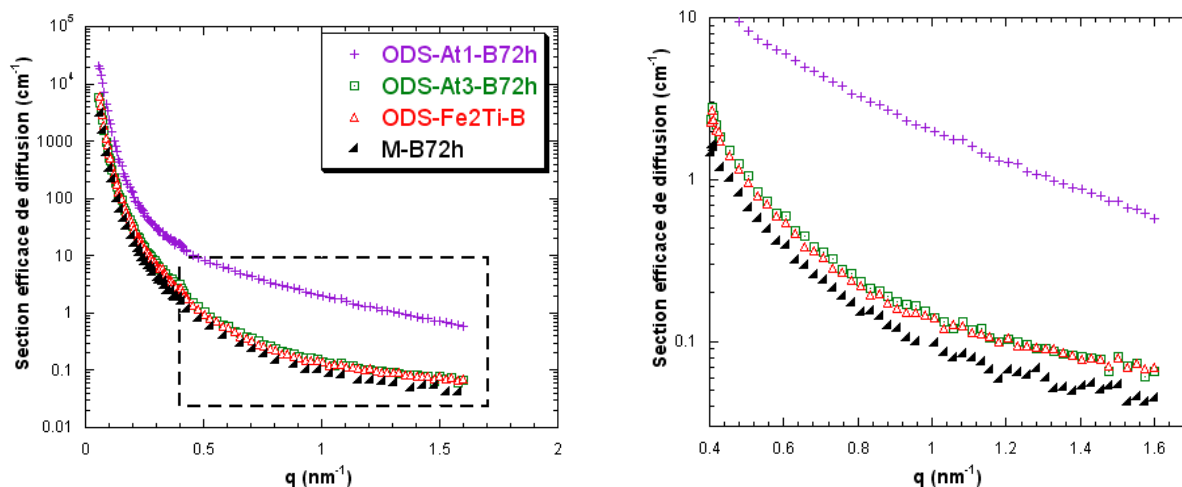 Section efficace de diffusion (cm⁻¹)
10⁵
10⁴
1000
100
10
1
0.1
0.01
ODS-At1-B72h
ODS-At3-B72h
ODS-Fe2Ti-B
M-B72h
0
0.5
1
1.5
2
q (nm⁻¹)
Section efficace de diffusion (cm⁻¹)
10
1
0.1
0.4
0.6
0.8
1
1.2
1.4
1.6
q (nm⁻¹)